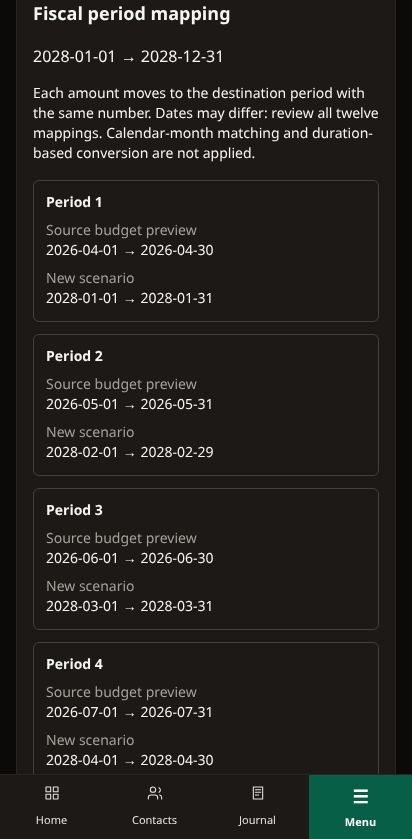 Fiscal period mapping
2028-01-01 → 2028-12-31
Each amount moves to the destination period with
the same number. Dates may differ: review all twelve
mappings. Calendar-month matching and duration-
based conversion are not applied.
Period 1
Source budget preview
2026-04-01 → 2026-04-30
New scenario
2028-01-01 → 2028-01-31
Period 2
Source budget preview
2026-05-01 → 2026-05-31
New scenario
2028-02-01 → 2028-02-29
Period 3
Source budget preview
2026-06-01 → 2026-06-30
New scenario
2028-03-01 → 2028-03-31
Period 4
Source budget preview
2026-07-01 → 2026-07-31
New scenario
2028-04-01 → 2028-04-30
Home Contacts Journal Menu